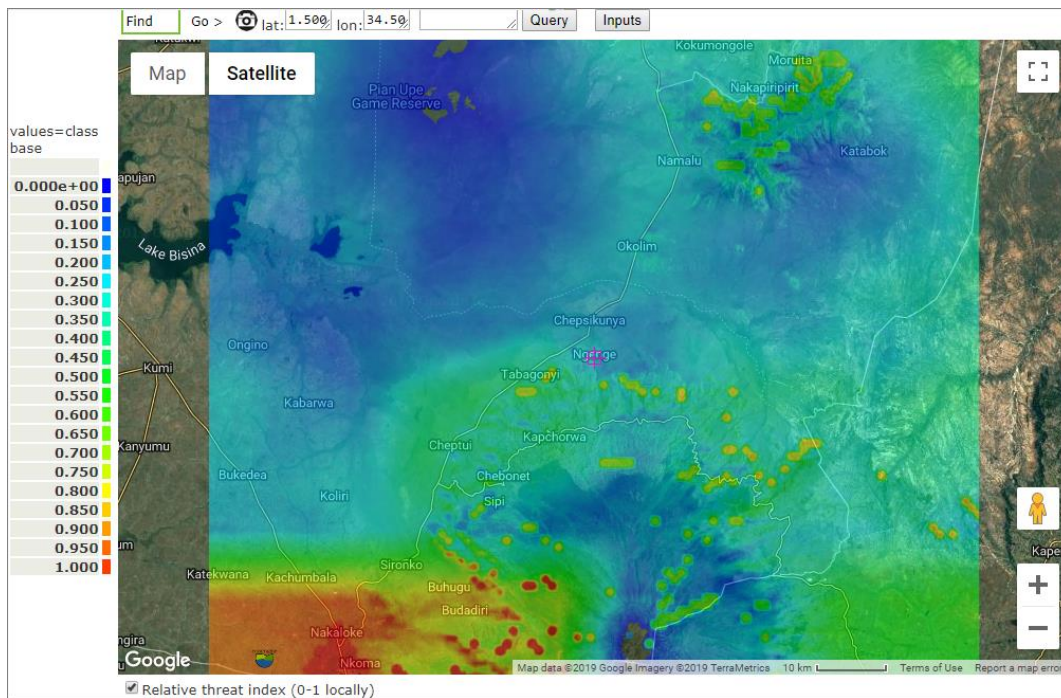 Find Go > lat: 1.500 lon: 34.50 Query Inputs
Map Satellite
values=class
base
0.000e+00
0.050
0.100
0.150
0.200
0.250
0.300
0.350
0.400
0.450
0.500
0.550
0.600
0.650
0.700
0.750
0.800
0.850
0.900
0.950
1.000
Kokumongole
Moruita
Nakapiripirit
Pian Upe
Game Reserve
Katabok
Namalu
apujan
Lake Bisina
Okolim
Chepsikunya
Ongino
Ngenge
Kumi
Tabagonyi
Kabarwa
Kanyumu
Cheptui
Kapchorwa
Bukedea
Chebonet
Koliri
Sipi
um
Sironko
Kape
Katekwana
Kachumbala
Buhugu
Budadiri
Nakaloke
ngira
Nkoma
Google
Map data ©2019 Google Imagery ©2019 TerraMetrics 10 km Terms of Use Report a map error
Relative threat index (0-1 locally)